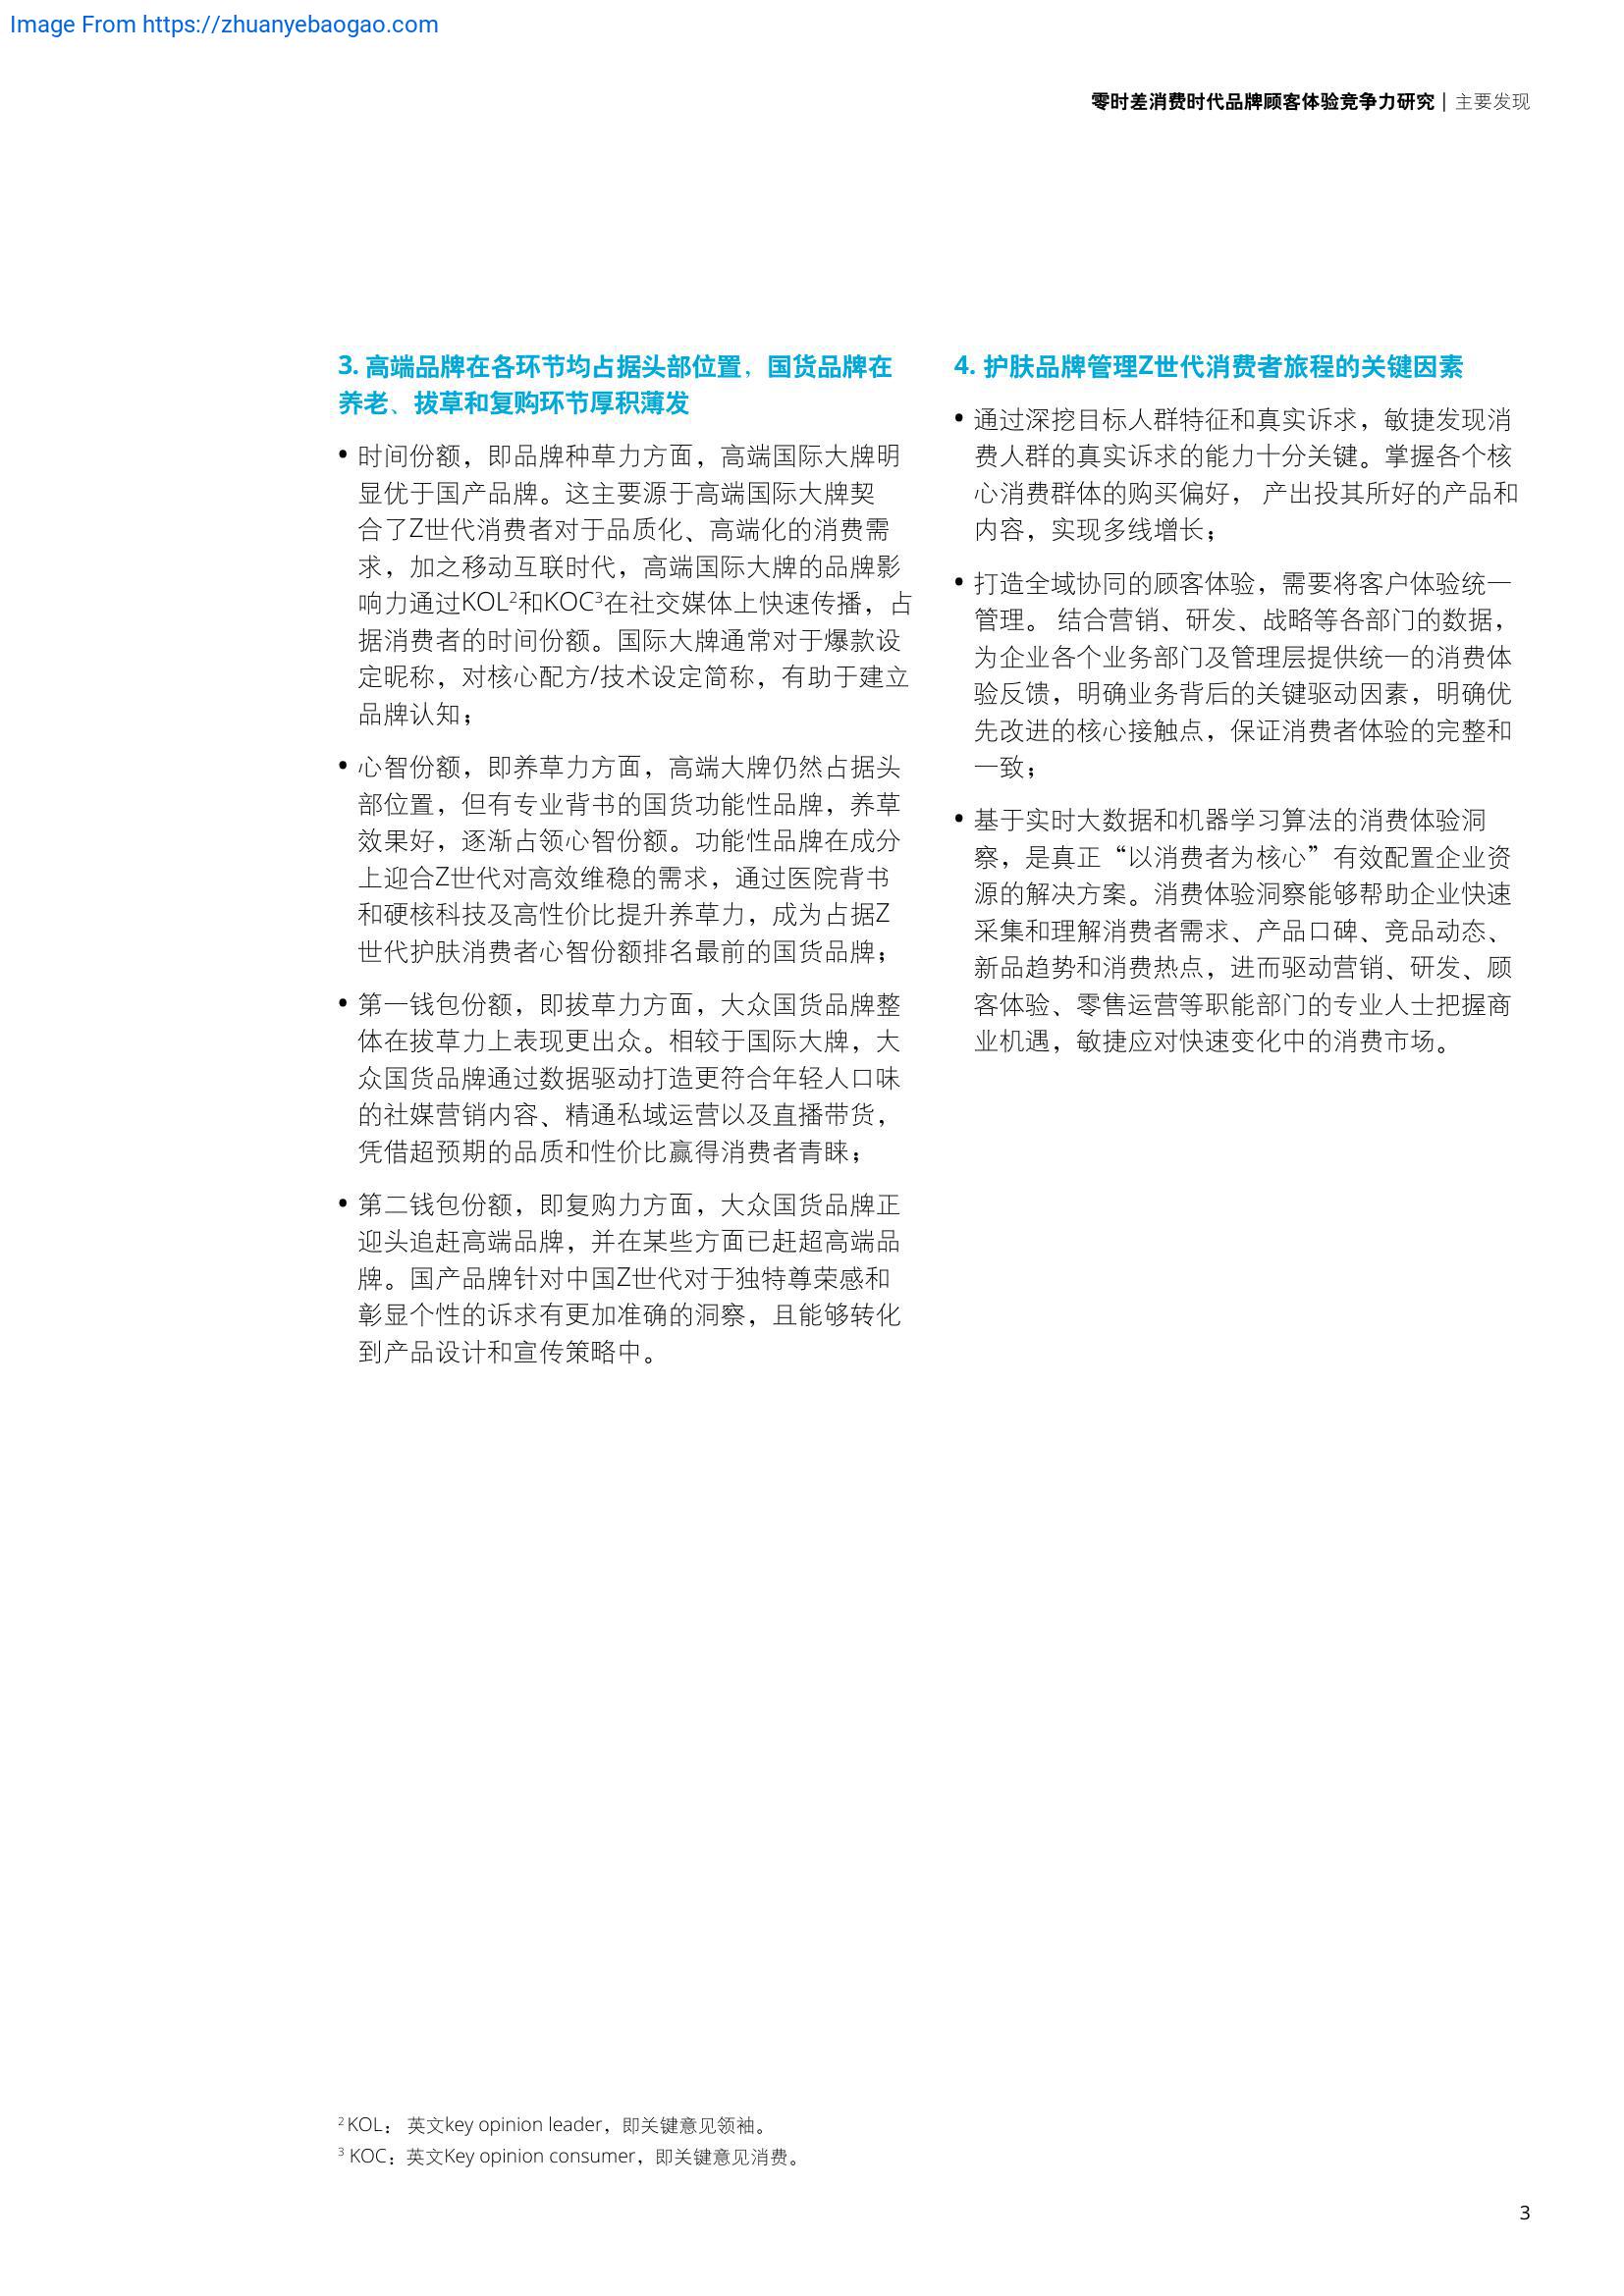 Image From https://zhuanyebaogao.com
零时差消费时代品牌顾客体验竞争力研究 | 主要发现
3. 高端品牌在各环节均占据头部位置，国货品牌在
养老、拔草和复购环节厚积薄发
• 时间份额，即品牌种草力方面，高端国际大牌明
显优于国产品牌。这主要源于高端国际大牌契
合了Z世代消费者对于品质化、高端化的消费需
求，加之移动互联时代，高端国际大牌的品牌影
响力通过KOL²和KOC³在社交媒体上快速传播，占
据消费者的时间份额。国际大牌通常对于爆款设
定昵称，对核心配方/技术设定简称，有助于建立
品牌认知；
• 心智份额，即养草力方面，高端大牌仍然占据头
部位置，但有专业背书的国货功能性品牌，养草
效果好，逐渐占领心智份额。功能性品牌在成分
上迎合Z世代对高效维稳的需求，通过医院背书
和硬核科技及高性价比提升养草力，成为占据Z
世代护肤消费者心智份额排名最前的国货品牌；
• 第一钱包份额，即拔草力方面，大众国货品牌整
体在拔草力上表现更出众。相较于国际大牌，大
众国货品牌通过数据驱动打造更符合年轻人口味
的社媒营销内容、精通私域运营以及直播带货，
凭借超预期的品质和性价比赢得消费者青睐；
• 第二钱包份额，即复购力方面，大众国货品牌正
迎头追赶高端品牌，并在某些方面已赶超高端品
牌。国产品牌针对中国Z世代对于独特尊荣感和
彰显个性的诉求有更加准确的洞察，且能够转化
到产品设计和宣传策略中。
4. 护肤品牌管理Z世代消费者旅程的关键因素
• 通过深挖目标人群特征和真实诉求，敏捷发现消
费人群的真实诉求的能力十分关键。掌握各个核
心消费群体的购买偏好， 产出投其所好的产品和
内容，实现多线增长；
• 打造全域协同的顾客体验，需要将客户体验统一
管理。 结合营销、研发、战略等各部门的数据，
为企业各个业务部门及管理层提供统一的消费体
验反馈，明确业务背后的关键驱动因素，明确优
先改进的核心接触点，保证消费者体验的完整和
一致；
• 基于实时大数据和机器学习算法的消费体验洞
察，是真正“以消费者为核心”有效配置企业资
源的解决方案。消费体验洞察能够帮助企业快速
采集和理解消费者需求、产品口碑、竞品动态、
新品趋势和消费热点，进而驱动营销、研发、顾
客体验、零售运营等职能部门的专业人士把握商
业机遇，敏捷应对快速变化中的消费市场。
² KOL： 英文key opinion leader，即关键意见领袖。
³ KOC：英文Key opinion consumer，即关键意见消费。
3